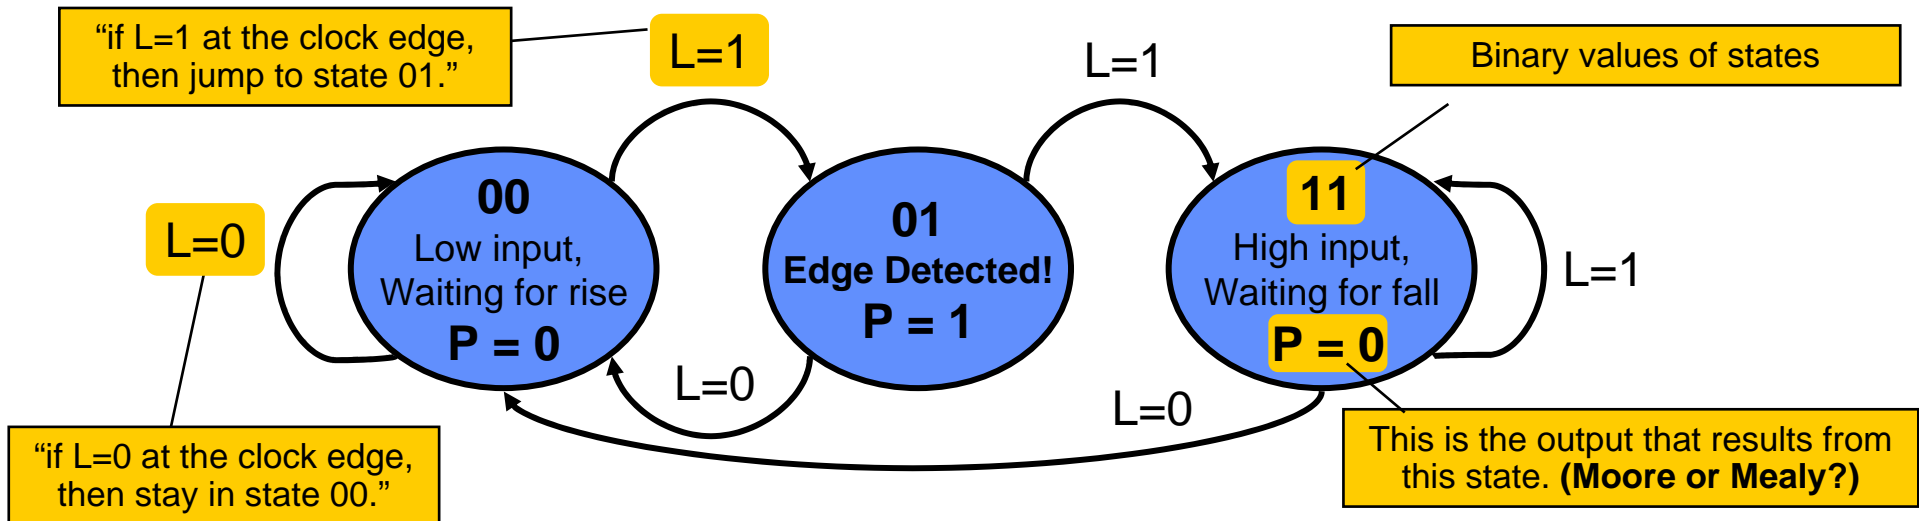 “if L=1 at the clock edge,
then jump to state 01.”
L=1
L=1
Binary values of states
L=0
00
Low input,
Waiting for rise
P = 0
01
Edge Detected!
P = 1
11
High input,
Waiting for fall
P = 0
L=1
L=0
L=0
“if L=0 at the clock edge,
then stay in state 00.”
This is the output that results from
this state. (Moore or Mealy?)